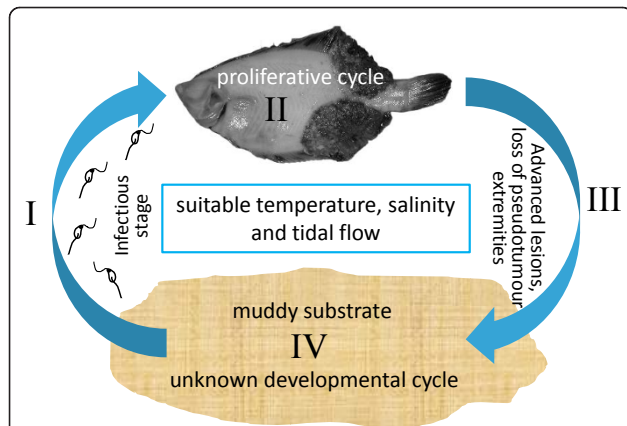 proliferative cycle
II
I
Infectious
stage
suitable temperature, salinity
and tidal flow
Advanced lesions,
loss of pseudotumour
extremities
III
muddy substrate
IV
unknown developmental cycle